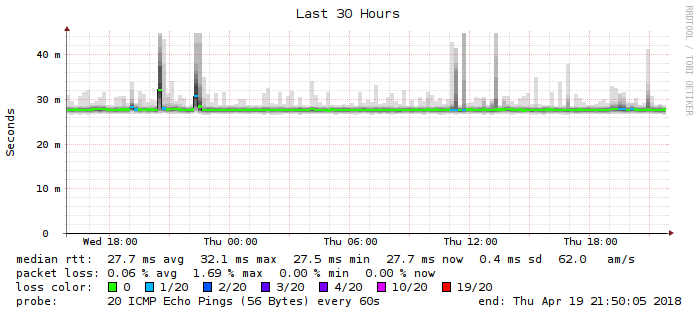 Last 30 Hours
RRDTOOL / TOBI OETIKER
Seconds
40 m
30 m
20 m
10 m
0
Wed 18:00 Thu 00:00 Thu 06:00 Thu 12:00 Thu 18:00
median rtt: 27.7 ms avg 32.1 ms max 27.5 ms min 27.7 ms now 0.4 ms sd 62.0 am/s
packet loss: 0.06 % avg 1.69 % max 0.00 % min 0.00 % now
loss color: 0 1/20 2/20 3/20 4/20 10/20 19/20
probe: 20 ICMP Echo Pings (56 Bytes) every 60s end: Thu Apr 19 21:50:05 2018